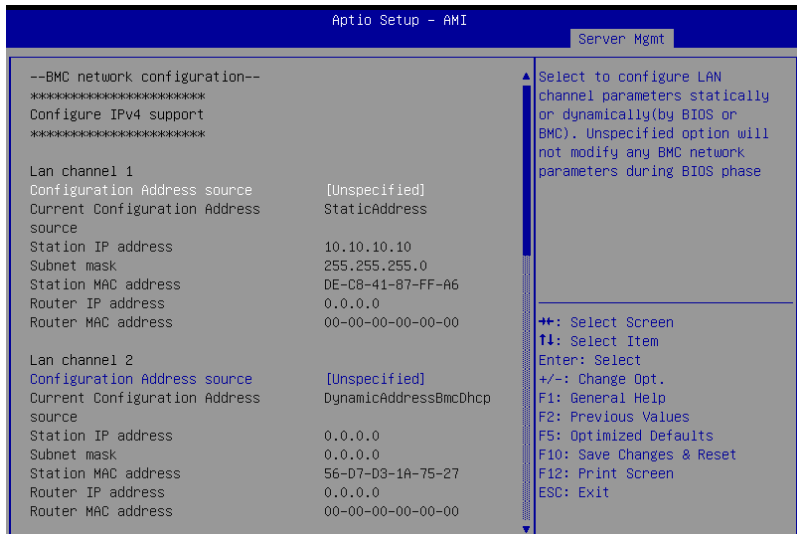 Aptio Setup - AMI
Server Mgmt
--BMC network configuration--
***********************
Configure IPv4 support
***********************
Lan channel 1
Configuration Address source [Unspecified]
Current Configuration Address StaticAddress
source
Station IP address 10.10.10.10
Subnet mask 255.255.255.0
Station MAC address DE-C8-41-87-FF-A6
Router IP address 0.0.0.0
Router MAC address 00-00-00-00-00-00
Lan channel 2
Configuration Address source [Unspecified]
Current Configuration Address DynamicAddressBmcDhcp
source
Station IP address 0.0.0.0
Subnet mask 0.0.0.0
Station MAC address 56-D7-D3-1A-75-27
Router IP address 0.0.0.0
Router MAC address 00-00-00-00-00-00
Select to configure LAN
channel parameters statically
or dynamically(by BIOS or
BMC). Unspecified option will
not modify any BMC network
parameters during BIOS phase
→←: Select Screen
↑↓: Select Item
Enter: Select
+/-: Change Opt.
F1: General Help
F2: Previous Values
F5: Optimized Defaults
F10: Save Changes & Reset
F12: Print Screen
ESC: Exit